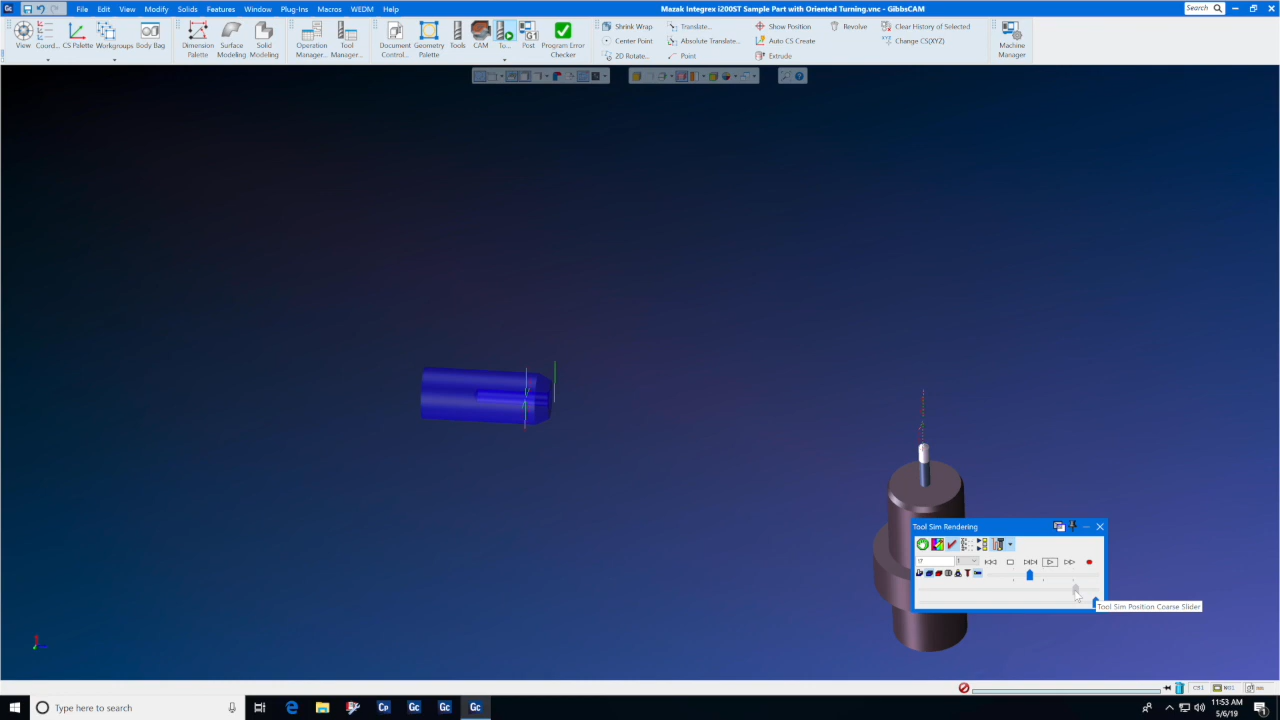 File Edit View Modify Solids Features Window Plug-Ins Macros WEDM Help
Mazak Integrex i200ST Sample Part with Oriented Turning.vnc - GibbsCAM
Search
View Coord... CS Palette Workgroups Body Bag
Dimension Palette
Surface Modeling
Solid Modeling
Operation Manager...
Tool Manager...
Document Control...
Geometry Palette
Tools
CAM
Tu...
Post
Program Error Checker
Shrink Wrap
Center Point
2D Rotate...
Translate...
Absolute Translate...
Point
Show Position
Auto CS Create
Extrude
Revolve
Clear History of Selected
Change CS(XYZ)
Machine Manager
Tool Sim Rendering
17
1
Tool Sim Position Coarse Slider
CS1
WG1
mm
Type here to search
11:53 AM
5/6/19